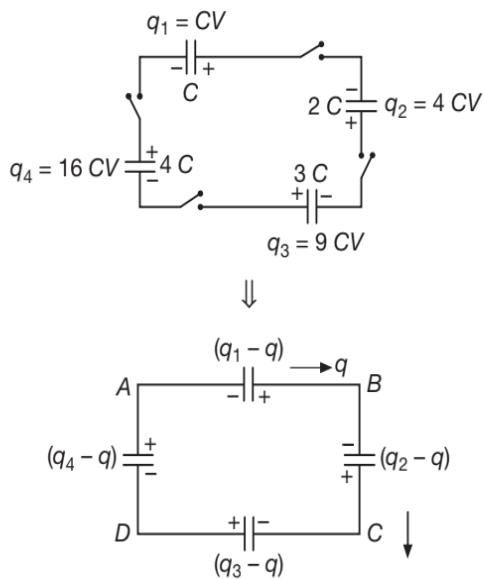 q₁ = CV
− +
C
−
2 C q₂ = 4 CV
+
+
q₄ = 16 CV 4 C
−
3 C
+ −
q₃ = 9 CV
⇓
(q₁ − q) → q
A − + B
+ −
(q₄ − q) (q₂ − q)
− +
D + − C
(q₃ − q)